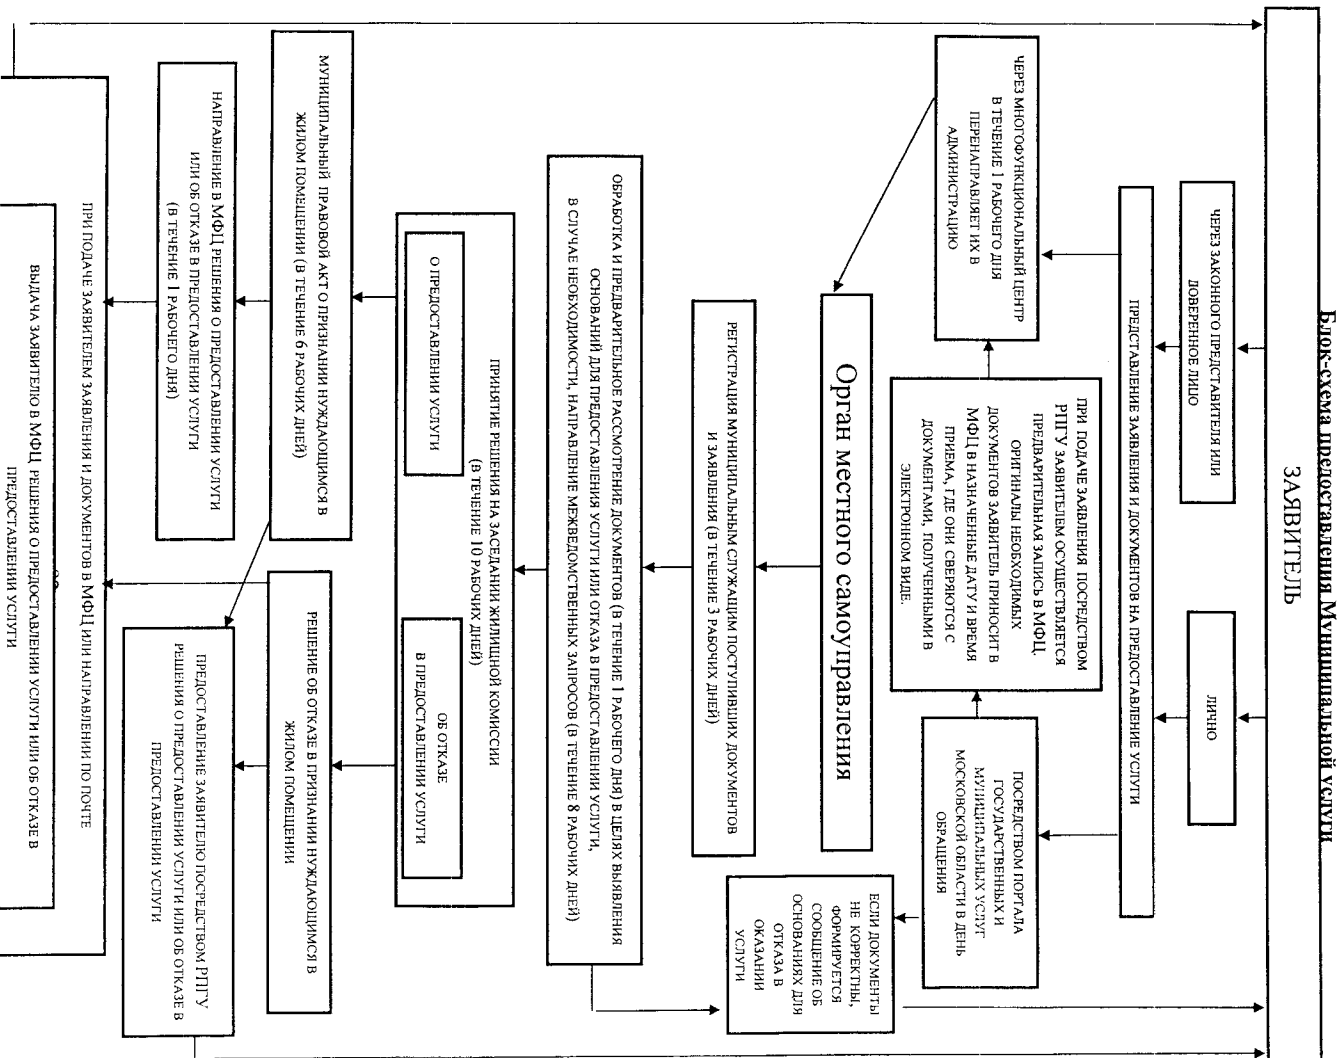 Блок-схема предоставления Муниципальной услуги
ЗАЯВИТЕЛЬ
ЧЕРЕЗ ЗАКОННОГО ПРЕДСТАВИТЕЛЯ ИЛИ
ДОВЕРЕННОЕ ЛИЦО
ЛИЧНО
ПРЕДСТАВЛЕНИЕ ЗАЯВЛЕНИЯ И ДОКУМЕНТОВ НА ПРЕДОСТАВЛЕНИЕ УСЛУГИ
ЧЕРЕЗ МНОГОФУНКЦИОНАЛЬНЫЙ ЦЕНТР
В ТЕЧЕНИЕ 1 РАБОЧЕГО ДНЯ
ПЕРЕНАПРАВЛЯЕТ ИХ В
АДМИНИСТРАЦИЮ
ПРИ ПОДАЧЕ ЗАЯВЛЕНИЯ ПОСРЕДСТВОМ
РПГУ ЗАЯВИТЕЛЕМ ОСУЩЕСТВЛЯЕТСЯ
ПРЕДВАРИТЕЛЬНАЯ ЗАПИСЬ В МФЦ.
ОРИГИНАЛЫ НЕОБХОДИМЫХ
ДОКУМЕНТОВ ЗАЯВИТЕЛЬ ПРИНОСИТ В
МФЦ В НАЗНАЧЕННЫЕ ДАТУ И ВРЕМЯ
ПРИЕМА, ГДЕ ОНИ СВЕРЯЮТСЯ С
ДОКУМЕНТАМИ, ПОЛУЧЕННЫМИ В
ЭЛЕКТРОННОМ ВИДЕ.
ПОСРЕДСТВОМ ПОРТАЛА
ГОСУДАРСТВЕННЫХ И
МУНИЦИПАЛЬНЫХ УСЛУГ
МОСКОВСКОЙ ОБЛАСТИ В ДЕНЬ
ОБРАЩЕНИЯ
Орган местного самоуправления
ЕСЛИ ДОКУМЕНТЫ
НЕ КОРРЕКТНЫ,
ФОРМИРУЕТСЯ
СООБЩЕНИЕ ОБ
ОСНОВАНИЯХ ДЛЯ
ОТКАЗА В
ОКАЗАНИИ
УСЛУГИ
РЕГИСТРАЦИЯ МУНИЦИПАЛЬНЫМ СЛУЖАЩИМ ПОСТУПИВШИХ ДОКУМЕНТОВ
И ЗАЯВЛЕНИЯ (В ТЕЧЕНИЕ 3 РАБОЧИХ ДНЕЙ)
ОБРАБОТКА И ПРЕДВАРИТЕЛЬНОЕ РАССМОТРЕНИЕ ДОКУМЕНТОВ (В ТЕЧЕНИЕ 1 РАБОЧЕГО ДНЯ) В ЦЕЛЯХ ВЫЯВЛЕНИЯ
ОСНОВАНИЙ ДЛЯ ПРЕДОСТАВЛЕНИЯ УСЛУГИ ИЛИ ОТКАЗА В ПРЕДОСТАВЛЕНИИ УСЛУГИ,
В СЛУЧАЕ НЕОБХОДИМОСТИ, НАПРАВЛЕНИЕ МЕЖВЕДОМСТВЕННЫХ ЗАПРОСОВ (В ТЕЧЕНИЕ 8 РАБОЧИХ ДНЕЙ)
ПРИНЯТИЕ РЕШЕНИЯ НА ЗАСЕДАНИИ ЖИЛИЩНОЙ КОМИССИИ
(В ТЕЧЕНИЕ 10 РАБОЧИХ ДНЕЙ)
О ПРЕДОСТАВЛЕНИИ УСЛУГИ
ОБ ОТКАЗЕ
В ПРЕДОСТАВЛЕНИИ УСЛУГИ
МУНИЦИПАЛЬНЫЙ ПРАВОВОЙ АКТ О ПРИЗНАНИИ НУЖДАЮЩИМСЯ В
ЖИЛОМ ПОМЕЩЕНИИ (В ТЕЧЕНИЕ 6 РАБОЧИХ ДНЕЙ)
РЕШЕНИЕ ОБ ОТКАЗЕ В ПРИЗНАНИИ НУЖДАЮЩИМСЯ В
ЖИЛОМ ПОМЕЩЕНИИ
НАПРАВЛЕНИЕ В МФЦ РЕШЕНИЯ О ПРЕДОСТАВЛЕНИИ УСЛУГИ
ИЛИ ОБ ОТКАЗЕ В ПРЕДОСТАВЛЕНИИ УСЛУГИ
(В ТЕЧЕНИЕ 1 РАБОЧЕГО ДНЯ)
ПРЕДОСТАВЛЕНИЕ ЗАЯВИТЕЛЮ ПОСРЕДСТВОМ РПГУ
РЕШЕНИЯ О ПРЕДОСТАВЛЕНИИ УСЛУГИ ИЛИ ОБ ОТКАЗЕ В
ПРЕДОСТАВЛЕНИИ УСЛУГИ
ПРИ ПОДАЧЕ ЗАЯВИТЕЛЕМ ЗАЯВЛЕНИЯ И ДОКУМЕНТОВ В МФЦ ИЛИ НАПРАВЛЕНИИ ПО ПОЧТЕ
ВЫДАЧА ЗАЯВИТЕЛЮ В МФЦ РЕШЕНИЯ О ПРЕДОСТАВЛЕНИИ УСЛУГИ ИЛИ ОБ ОТКАЗЕ В
ПРЕДОСТАВЛЕНИИ УСЛУГИ